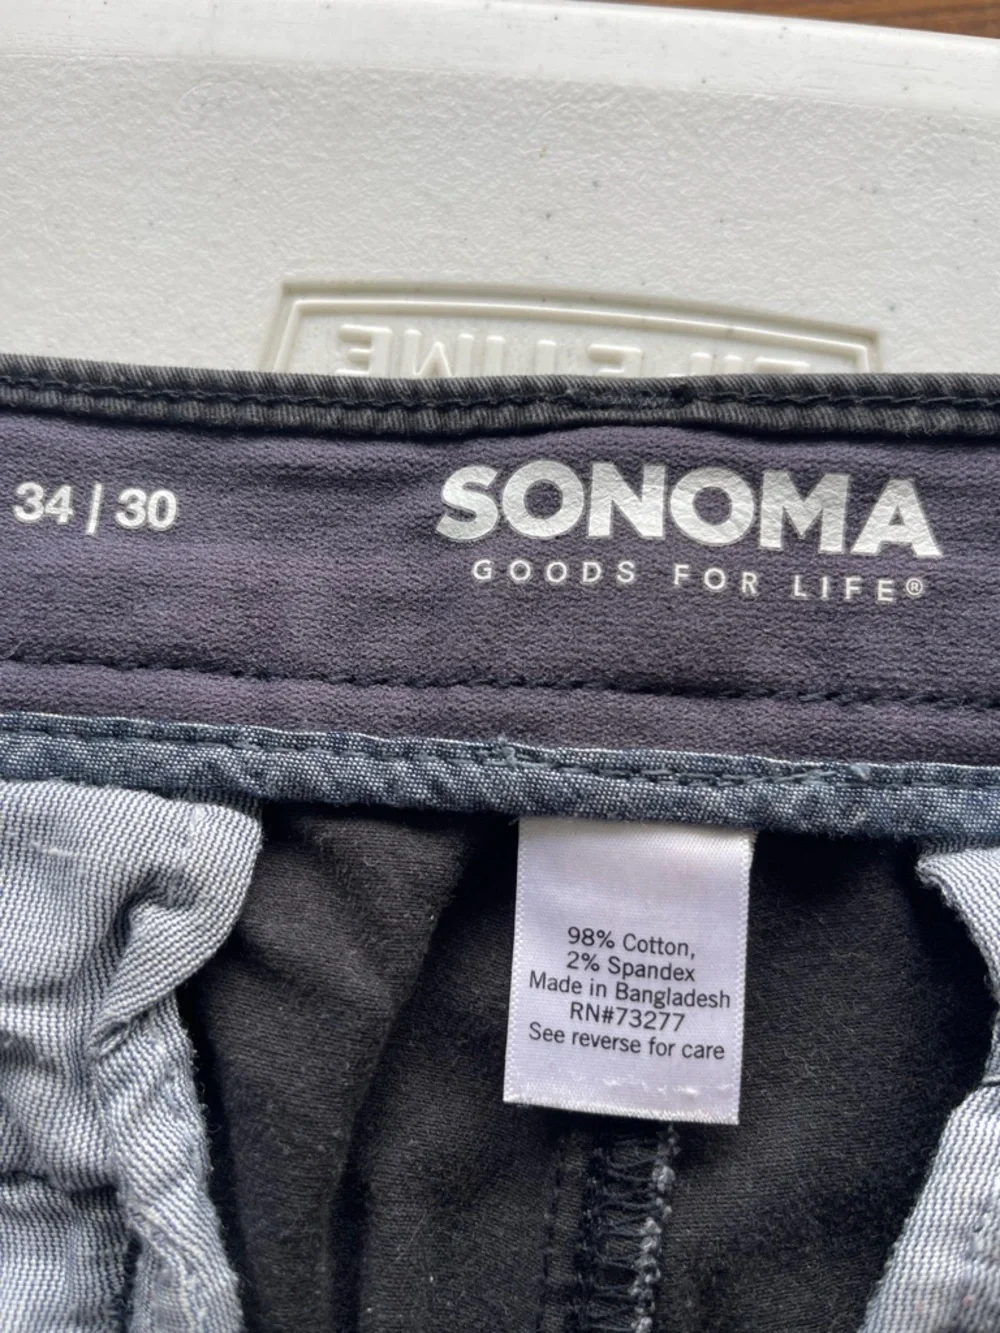 LIFETIME
34 / 30
SONOMA
GOODS FOR LIFE®
98% Cotton,
2% Spandex
Made in Bangladesh
RN#73277
See reverse for care